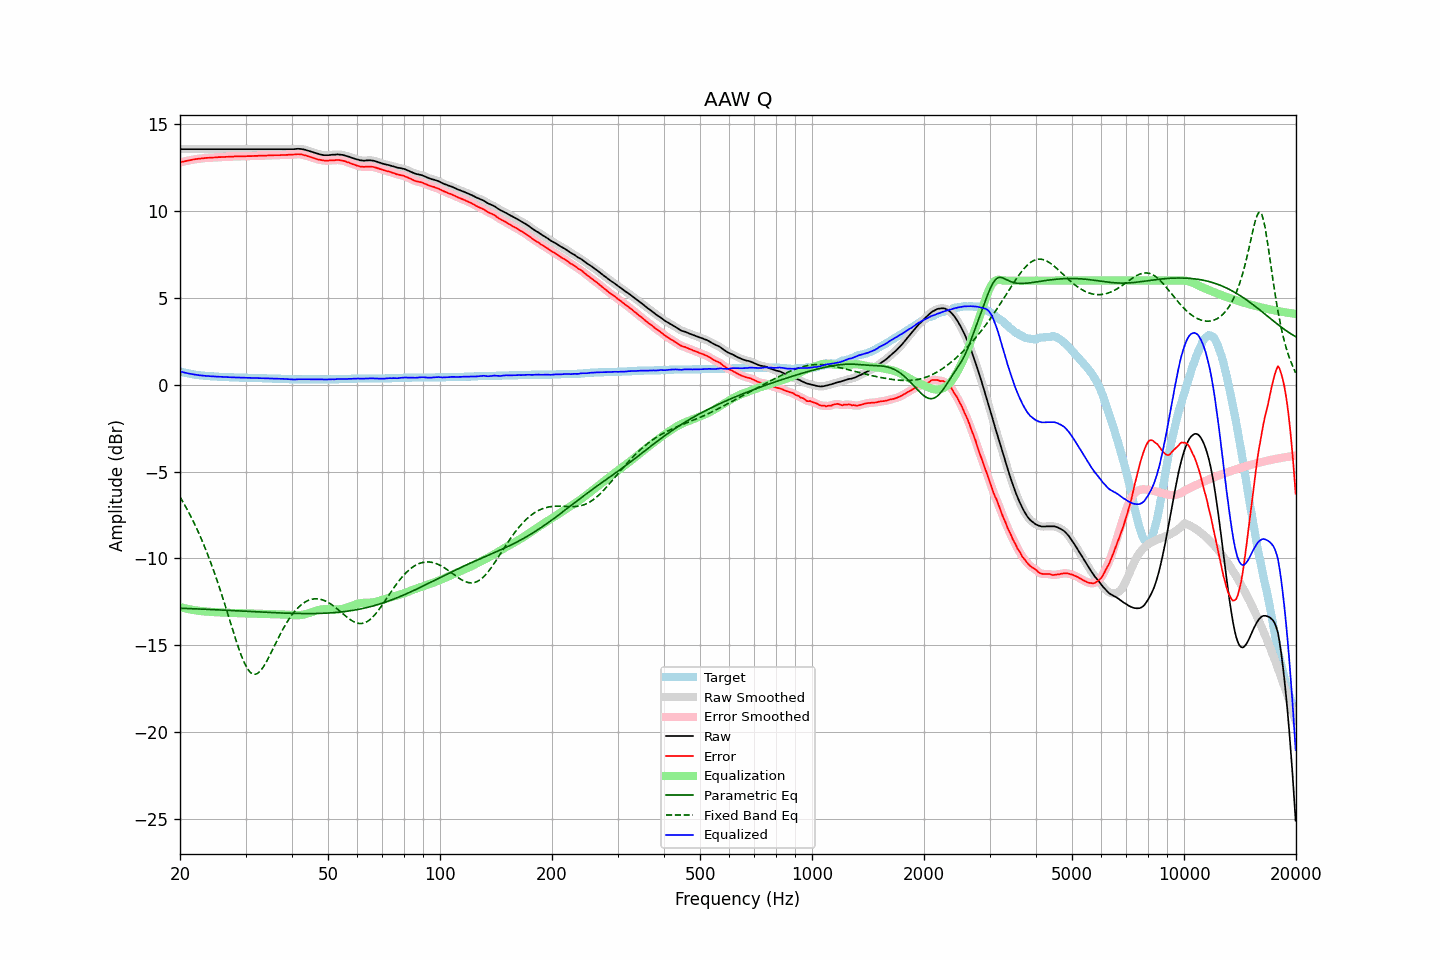 AAW Q
15
10
5
0
−5
−10
−15
−20
−25
Amplitude (dBr)
Target
Raw Smoothed
Error Smoothed
Raw
Error
Equalization
Parametric Eq
Fixed Band Eq
Equalized
20 50 100 200 500 1000 2000 5000 10000 20000
Frequency (Hz)